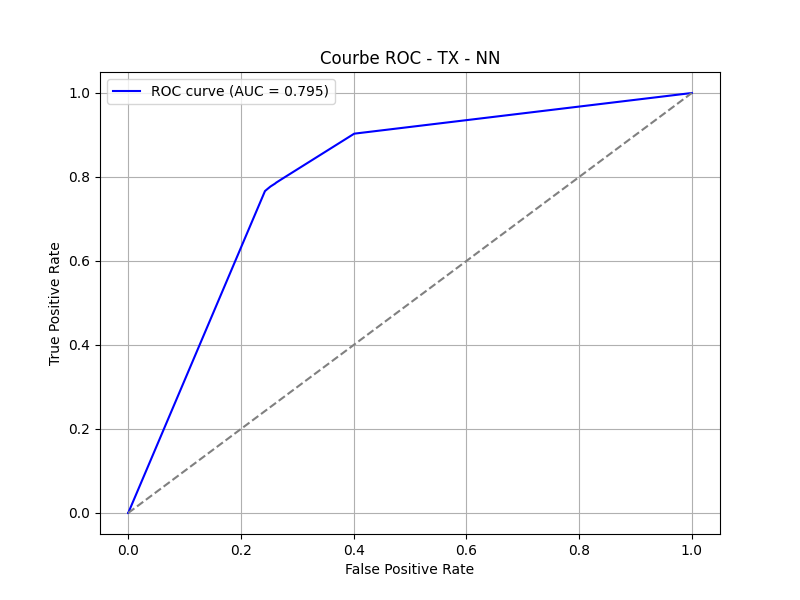 Courbe ROC - TX - NN
ROC curve (AUC = 0.795)
1.0
0.8
0.6
0.4
0.2
0.0
True Positive Rate
0.0 0.2 0.4 0.6 0.8 1.0
False Positive Rate